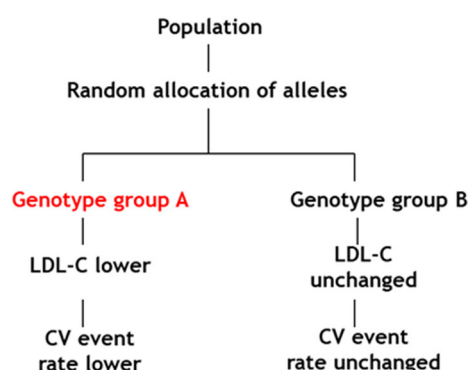 Population
Random allocation of alleles
Genotype group A
Genotype group B
LDL-C lower
LDL-C
unchanged
CV event
rate lower
CV event
rate unchanged